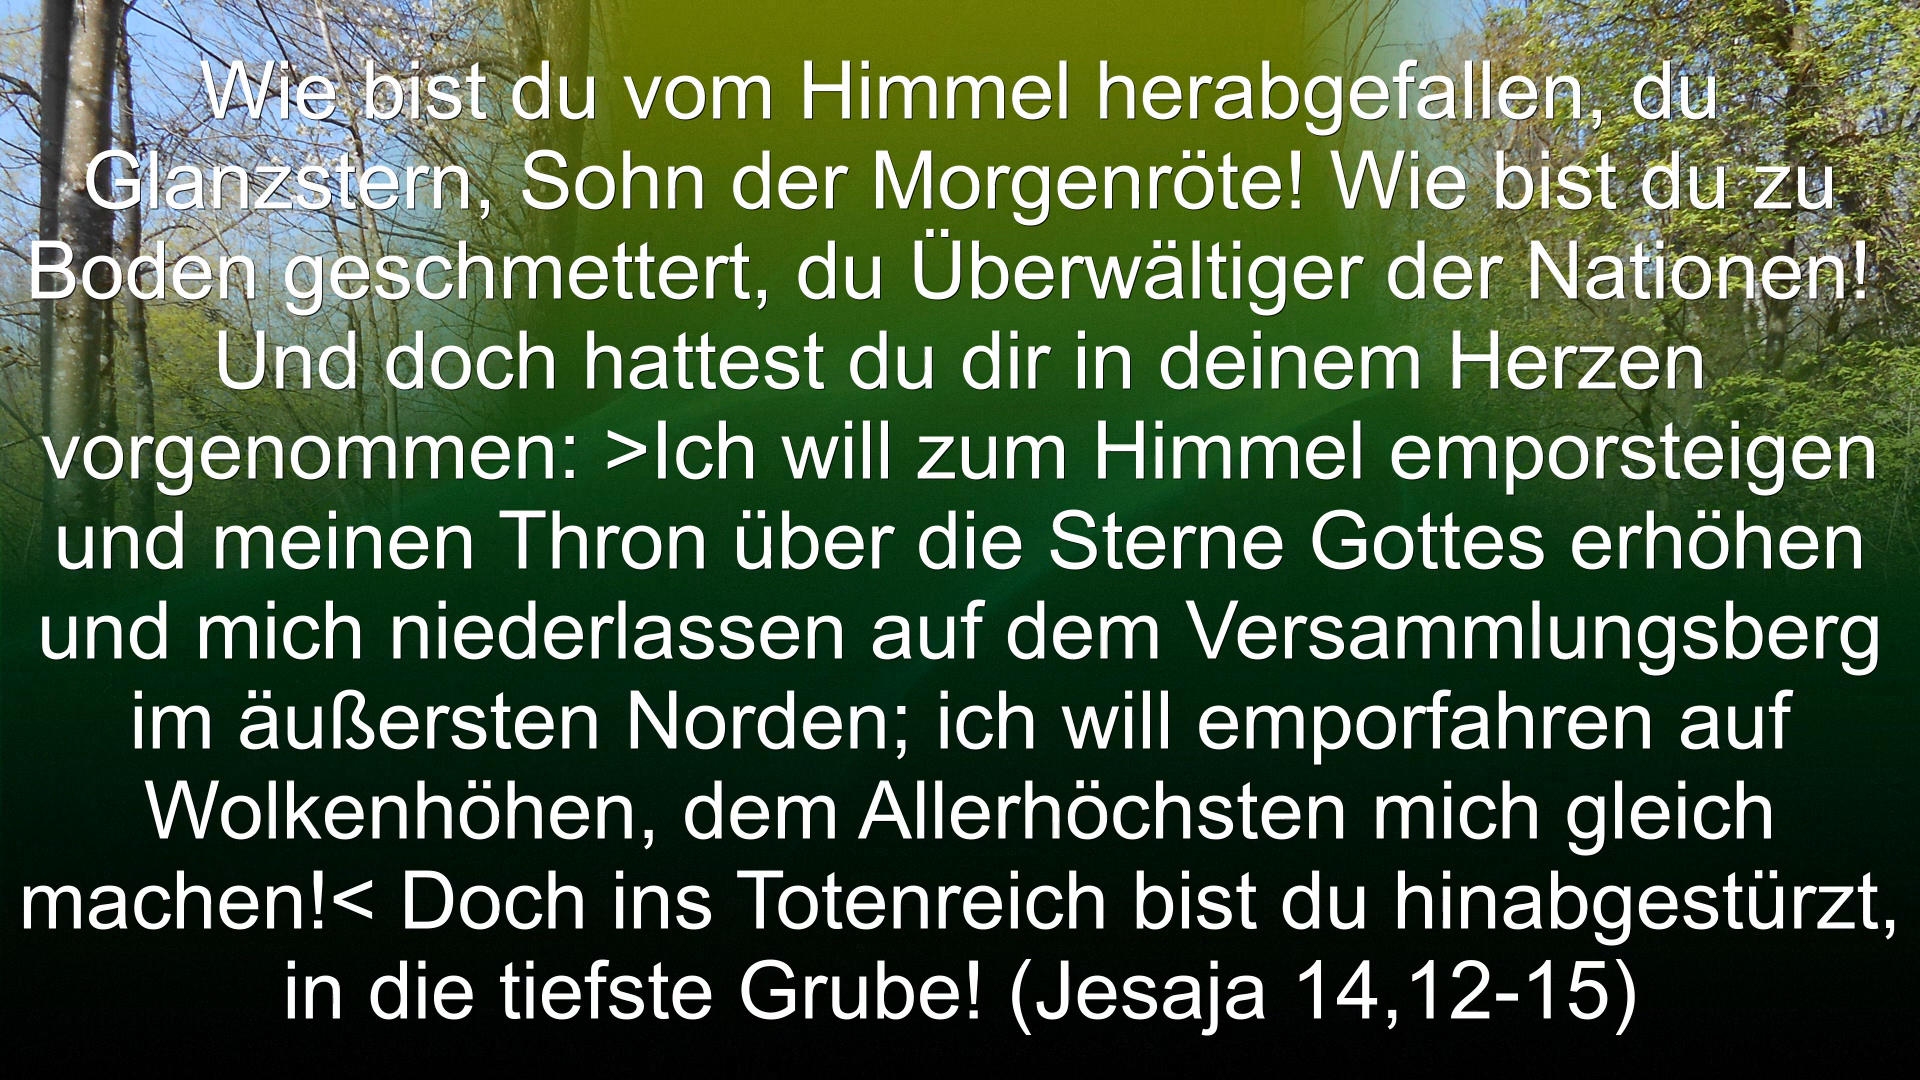 Wie bist du vom Himmel herabgefallen, du
Glanzstern, Sohn der Morgenröte! Wie bist du zu
Boden geschmettert, du Überwältiger der Nationen!
Und doch hattest du dir in deinem Herzen
vorgenommen: >Ich will zum Himmel emporsteigen
und meinen Thron über die Sterne Gottes erhöhen
und mich niederlassen auf dem Versammlungsberg
im äußersten Norden; ich will emporfahren auf
Wolkenhöhen, dem Allerhöchsten mich gleich
machen!< Doch ins Totenreich bist du hinabgestürzt,
in die tiefste Grube! (Jesaja 14,12-15)